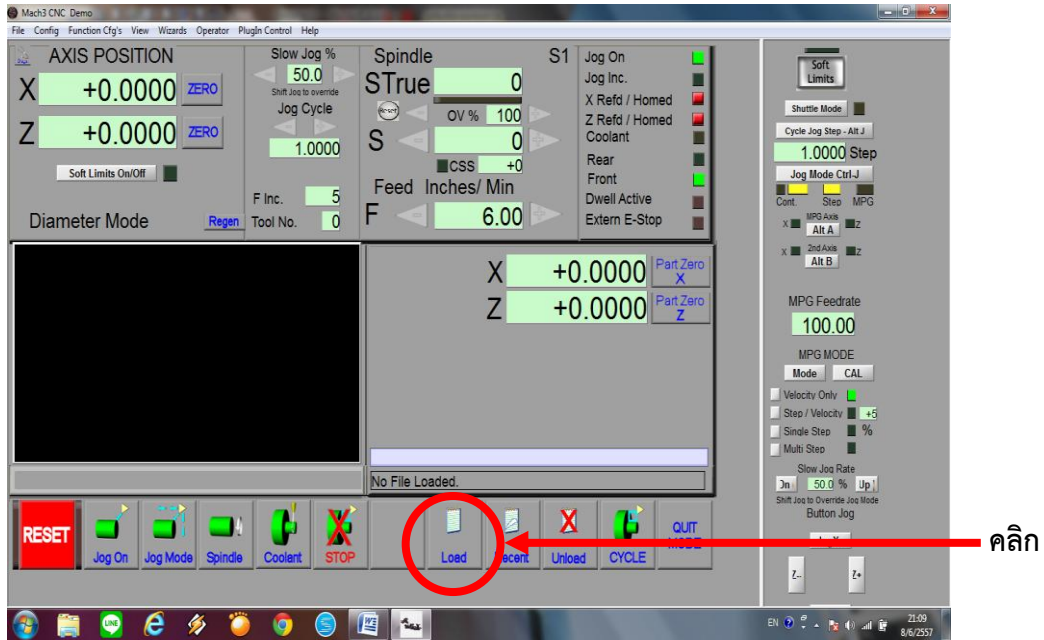 Mach3 CNC Demo
File Config Function Cfg's View Wizards Operator PlugIn Control Help
AXIS POSITION
X +0.0000 ZERO
Z +0.0000 ZERO
Soft Limits On/Off
Diameter Mode Regen
Slow Jog %
50.0
Shift Jog to override
Jog Cycle
1.0000
F Inc. 5
Tool No. 0
Spindle S1
STrue 0
Reset OV % 100
S 0
CSS +0
Feed Inches/ Min
F 6.00
Jog On
Jog Inc.
X Refd / Homed
Z Refd / Homed
Coolant
Rear
Front
Dwell Active
Extern E-Stop
X +0.0000 Part Zero X
Z +0.0000 Part Zero Z
No File Loaded.
RESET
Jog On Jog Mode Spindle Coolent STOP Load Recent Unload CYCLE QUIT MODE
Soft Limits
Shuttle Mode
Cycle Jog Step - Alt J
1.0000 Step
Jog Mode Ctrl-J
Cont. Step MPG
MPG Axis
X Alt A Z
2nd Axis
X Alt B Z
MPG Feedrate
100.00
MPG MODE
Mode CAL
Velocity Only
Step / Velocity +5
Single Step %
Multi Step
Slow Jog Rate
Dn 50.0 % Up
Shift Jog to Override Jog Mode
Button Jog
Z- Z+
คลิก
EN 21:09
8/6/2557